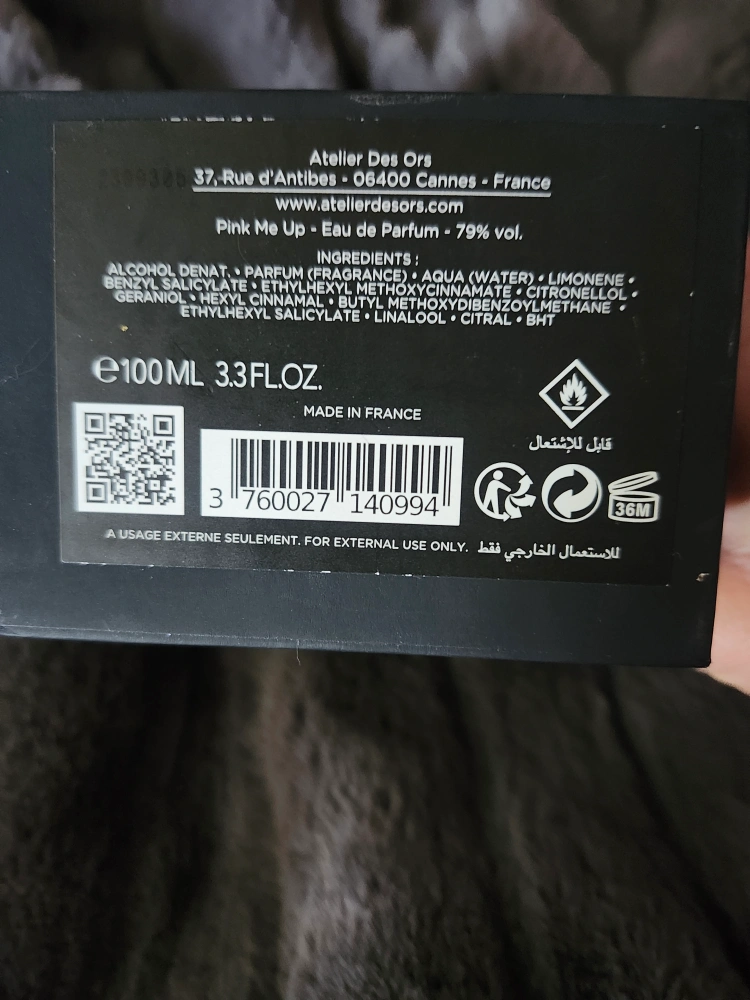 Atelier Des Ors
37, Rue d'Antibes - 06400 Cannes - France
www.atelierdesors.com
Pink Me Up - Eau de Parfum - 79% vol.
INGREDIENTS :
ALCOHOL DENAT. • PARFUM (FRAGRANCE) • AQUA (WATER) • LIMONENE •
BENZYL SALICYLATE • ETHYLHEXYL METHOXYCINNAMATE • CITRONELLOL •
GERANIOL • HEXYL CINNAMAL • BUTYL METHOXYDIBENZOYLMETHANE •
ETHYLHEXYL SALICYLATE • LINALOOL • CITRAL • BHT
℮100 ML 3.3 FL.OZ.
MADE IN FRANCE
قابل للإشتعال
3 760027 140994
36M
A USAGE EXTERNE SEULEMENT. FOR EXTERNAL USE ONLY. للاستعمال الخارجي فقط